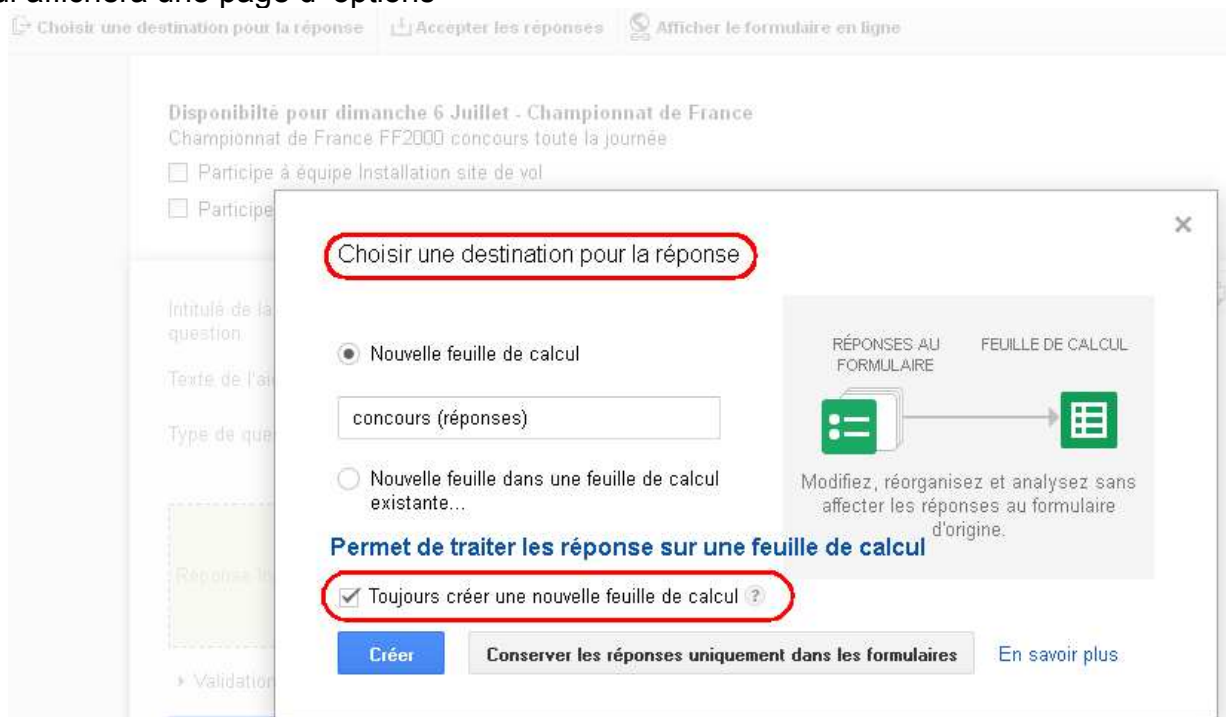 affichera une page d' options
Choisir une destination pour la réponse Accepter les réponses Afficher le formulaire en ligne
Disponibilté pour dimanche 6 Juillet - Championnat de France
Championnat de France FF2000 concours toute la journée
Participe à équipe Installation site de vol
Participe
Choisir une destination pour la réponse
Intitulé de la
question
Nouvelle feuille de calcul
RÉPONSES AU FEUILLE DE CALCUL
FORMULAIRE
Texte de l'ai
concours (réponses)
Type de que
Nouvelle feuille dans une feuille de calcul
existante...
Modifiez, réorganisez et analysez sans
affecter les réponses au formulaire
d'origine.
Permet de traiter les réponse sur une feuille de calcul
Toujours créer une nouvelle feuille de calcul ?
Créer Conserver les réponses uniquement dans les formulaires En savoir plus
Validation